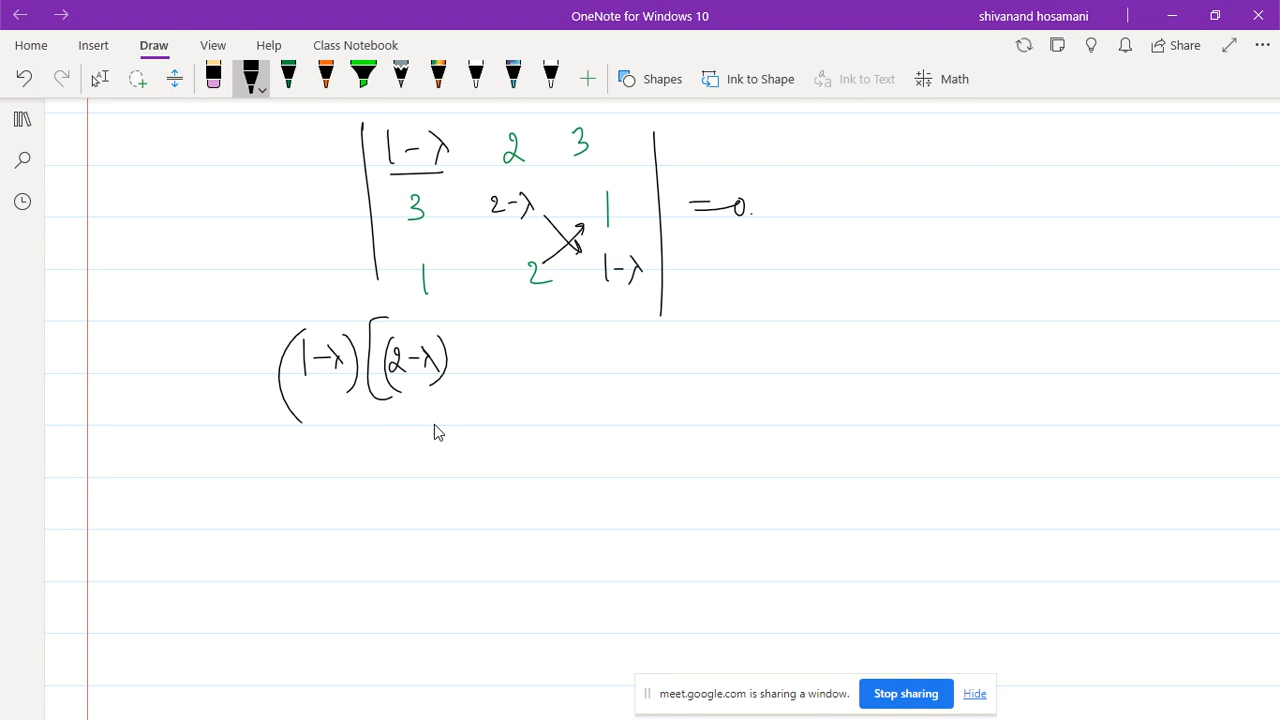 OneNote for Windows 10
shivanand hosamani
Home Insert Draw View Help Class Notebook
Share
Shapes Ink to Shape Ink to Text Math
1-λ 2 3
3 2-λ 1 =0.
1 2 1-λ
(1-λ)[(2-λ)
meet.google.com is sharing a window. Stop sharing Hide